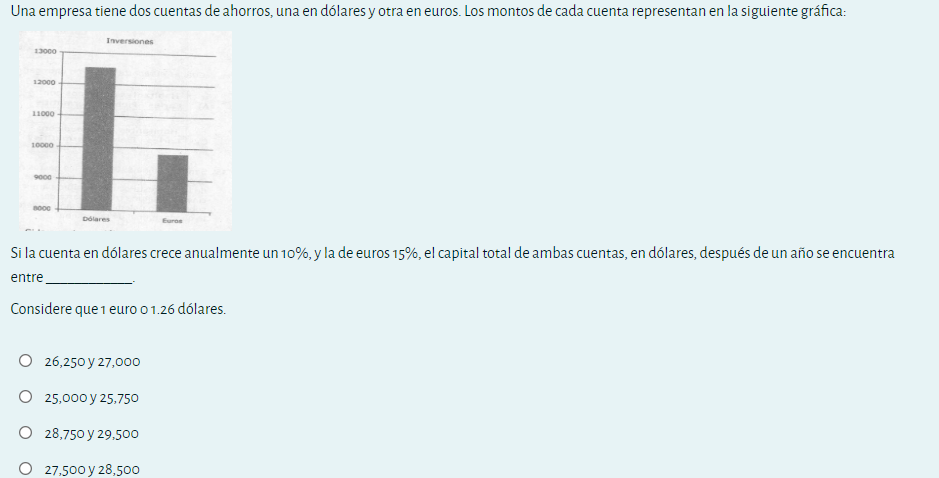 Una empresa tiene dos cuentas de ahorros, una en dólares y otra en euros. Los montos de cada cuenta representan en la siguiente gráfica:
Inversiones
13000
12000
11000
10000
9000
8000
Dólares Euros
Si la cuenta en dólares crece anualmente un 10%, y la de euros 15%, el capital total de ambas cuentas, en dólares, después de un año se encuentra
entre ____________.
Considere que 1 euro o 1.26 dólares.
26,250 y 27,000
25,000 y 25,750
28,750 y 29,500
27,500 y 28,500